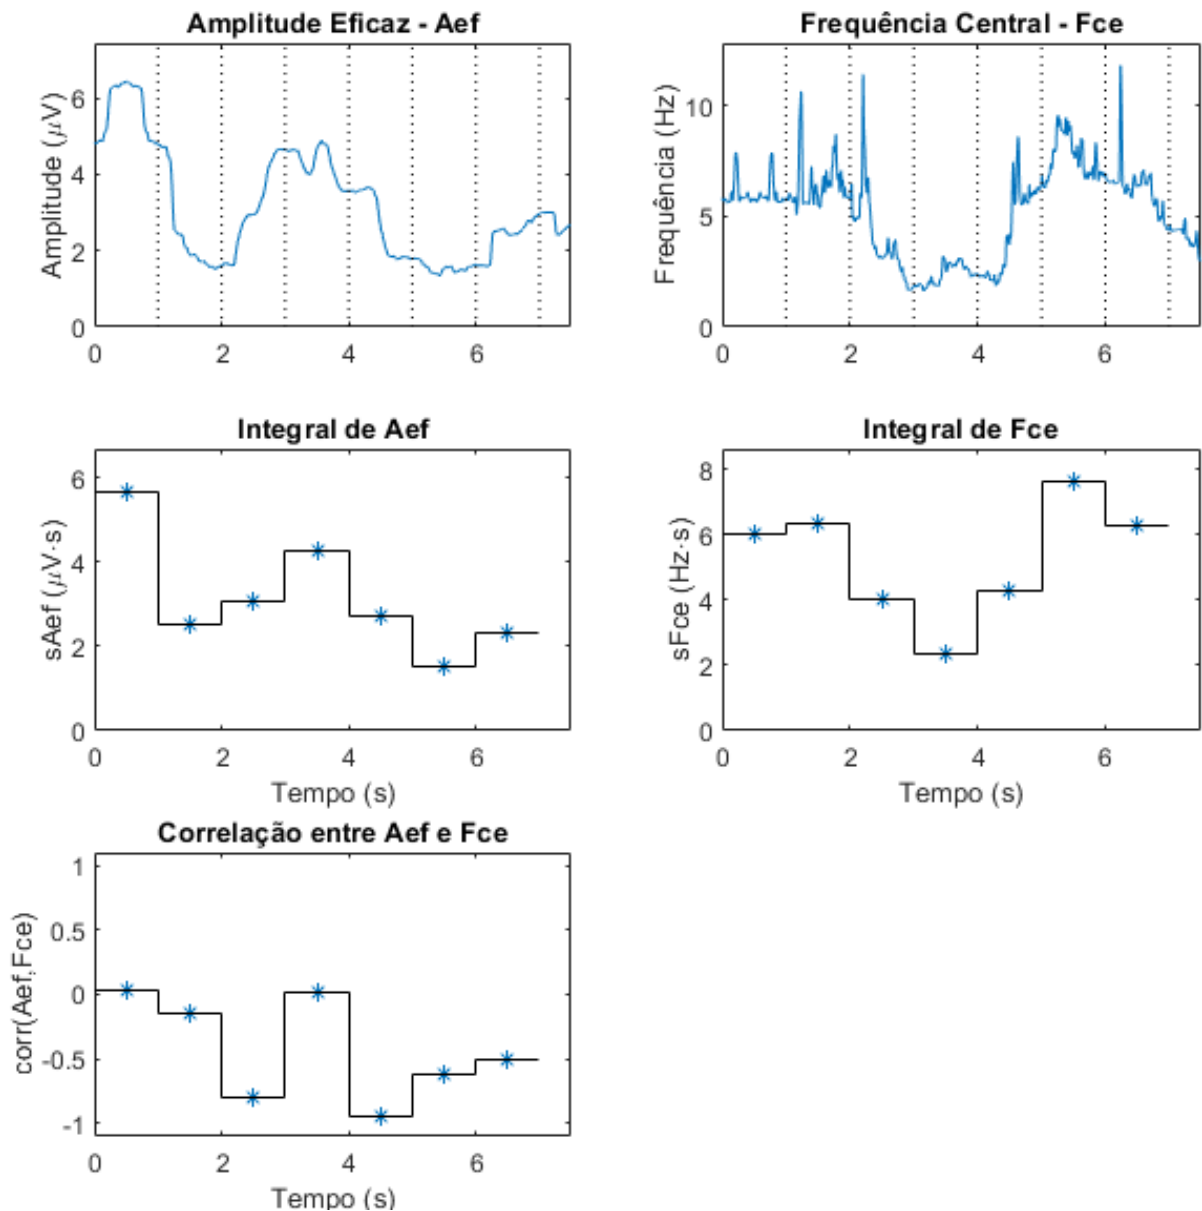 Amplitude Eficaz - Aef
Amplitude (μV)
6
4
2
0
0 2 4 6
Frequência Central - Fce
Frequência (Hz)
10
5
0
0 2 4 6
Integral de Aef
sAef (μV·s)
6
4
2
0
0 2 4 6
Tempo (s)
Integral de Fce
sFce (Hz·s)
8
6
4
2
0
0 2 4 6
Tempo (s)
Correlação entre Aef e Fce
corr(Aef,Fce)
1
0.5
0
-0.5
-1
0 2 4 6
Tempo (s)